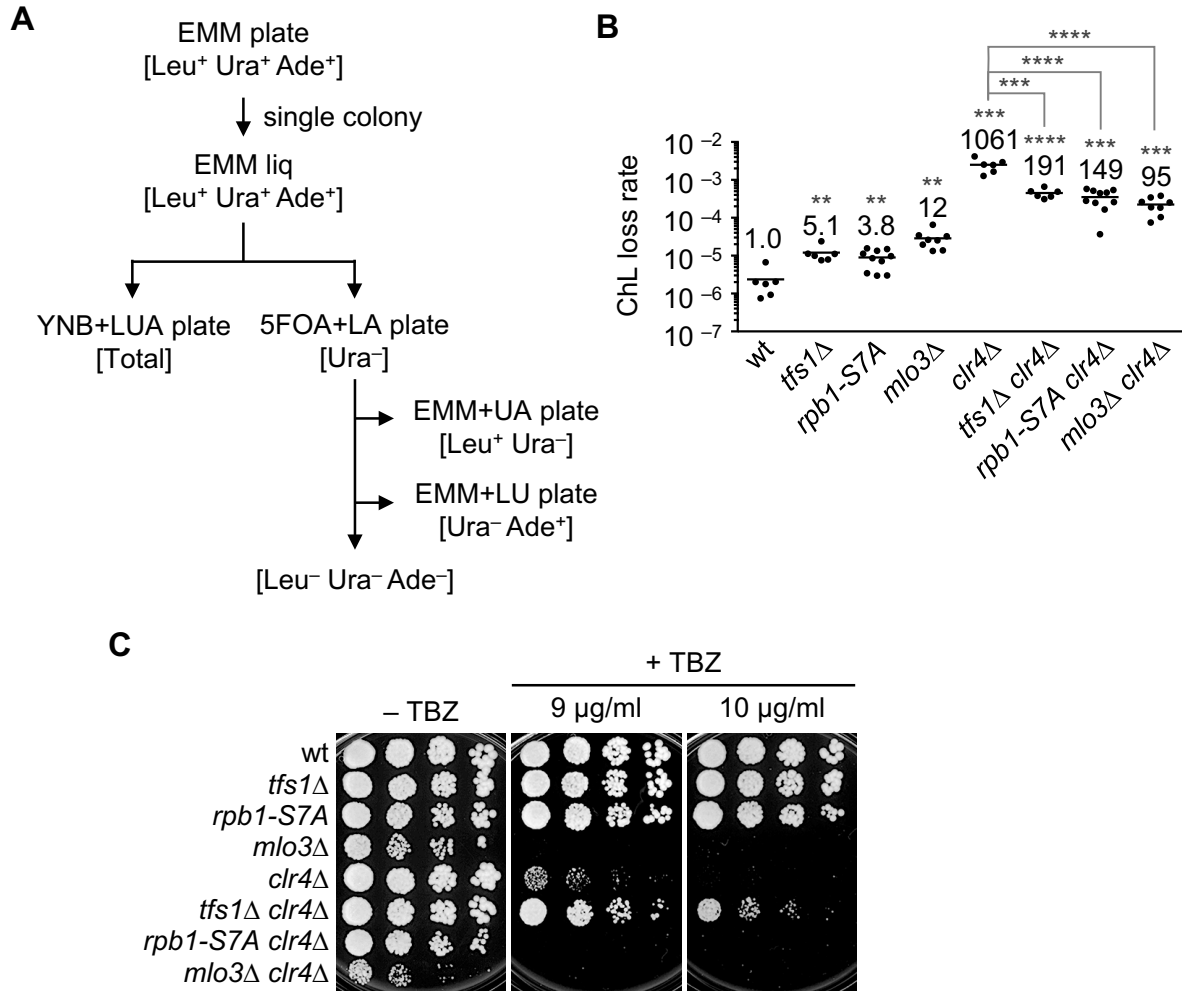 A
EMM plate
[Leu⁺ Ura⁺ Ade⁺]
single colony
EMM liq
[Leu⁺ Ura⁺ Ade⁺]
YNB+LUA plate
[Total]
5FOA+LA plate
[Ura⁻]
EMM+UA plate
[Leu⁺ Ura⁻]
EMM+LU plate
[Ura⁻ Ade⁺]
[Leu⁻ Ura⁻ Ade⁻]
B
****
****
***
*** **** *** ***
1061 191 149 95
** ** **
1.0 5.1 3.8 12
ChL loss rate
10⁻²
10⁻³
10⁻⁴
10⁻⁵
10⁻⁶
10⁻⁷
wt
tfs1Δ
rpb1-S7A
mlo3Δ
clr4Δ
tfs1Δ clr4Δ
rpb1-S7A clr4Δ
mlo3Δ clr4Δ
C
+ TBZ
– TBZ 9 µg/ml 10 µg/ml
wt
tfs1Δ
rpb1-S7A
mlo3Δ
clr4Δ
tfs1Δ clr4Δ
rpb1-S7A clr4Δ
mlo3Δ clr4Δ